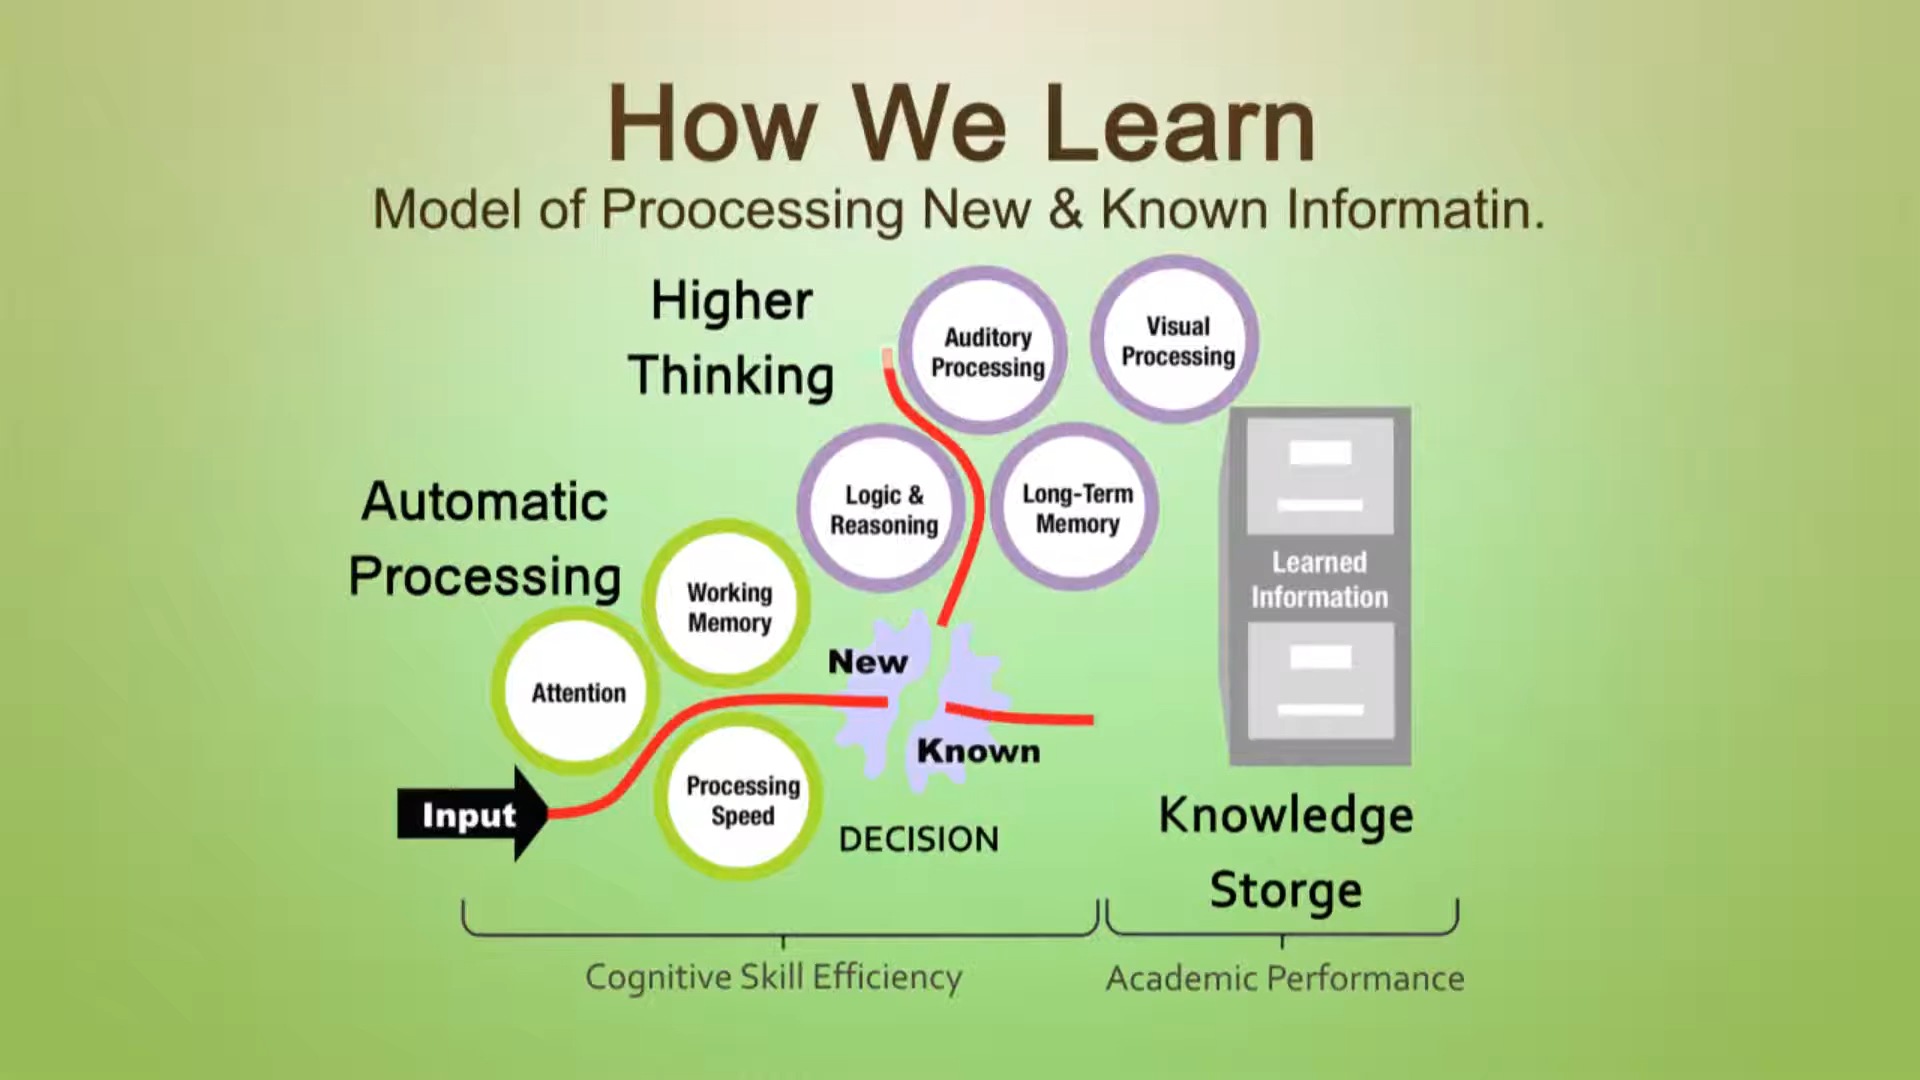 How We Learn
Model of Proocessing New & Known Informatin.
Higher
Thinking
Auditory
Processing
Visual
Processing
Automatic
Processing
Logic &
Reasoning
Long-Term
Memory
Working
Memory
Attention
Processing
Speed
Input
New
Known
DECISION
Learned
Information
Knowledge
Storge
Cognitive Skill Efficiency
Academic Performance